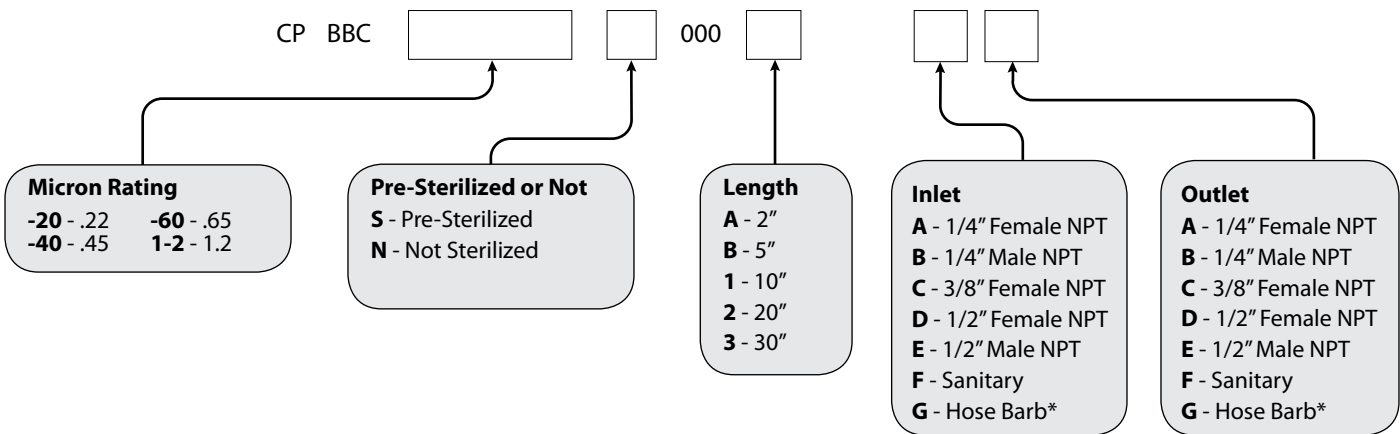 CP BBC 000
Micron Rating
-20 - .22 -60 - .65
-40 - .45 1-2 - 1.2
Pre-Sterilized or Not
S - Pre-Sterilized
N - Not Sterilized
Length
A - 2”
B - 5”
1 - 10”
2 - 20”
3 - 30”
Inlet
A - 1/4” Female NPT
B - 1/4” Male NPT
C - 3/8” Female NPT
D - 1/2” Female NPT
E - 1/2” Male NPT
F - Sanitary
G - Hose Barb*
Outlet
A - 1/4” Female NPT
B - 1/4” Male NPT
C - 3/8” Female NPT
D - 1/2” Female NPT
E - 1/2” Male NPT
F - Sanitary
G - Hose Barb*